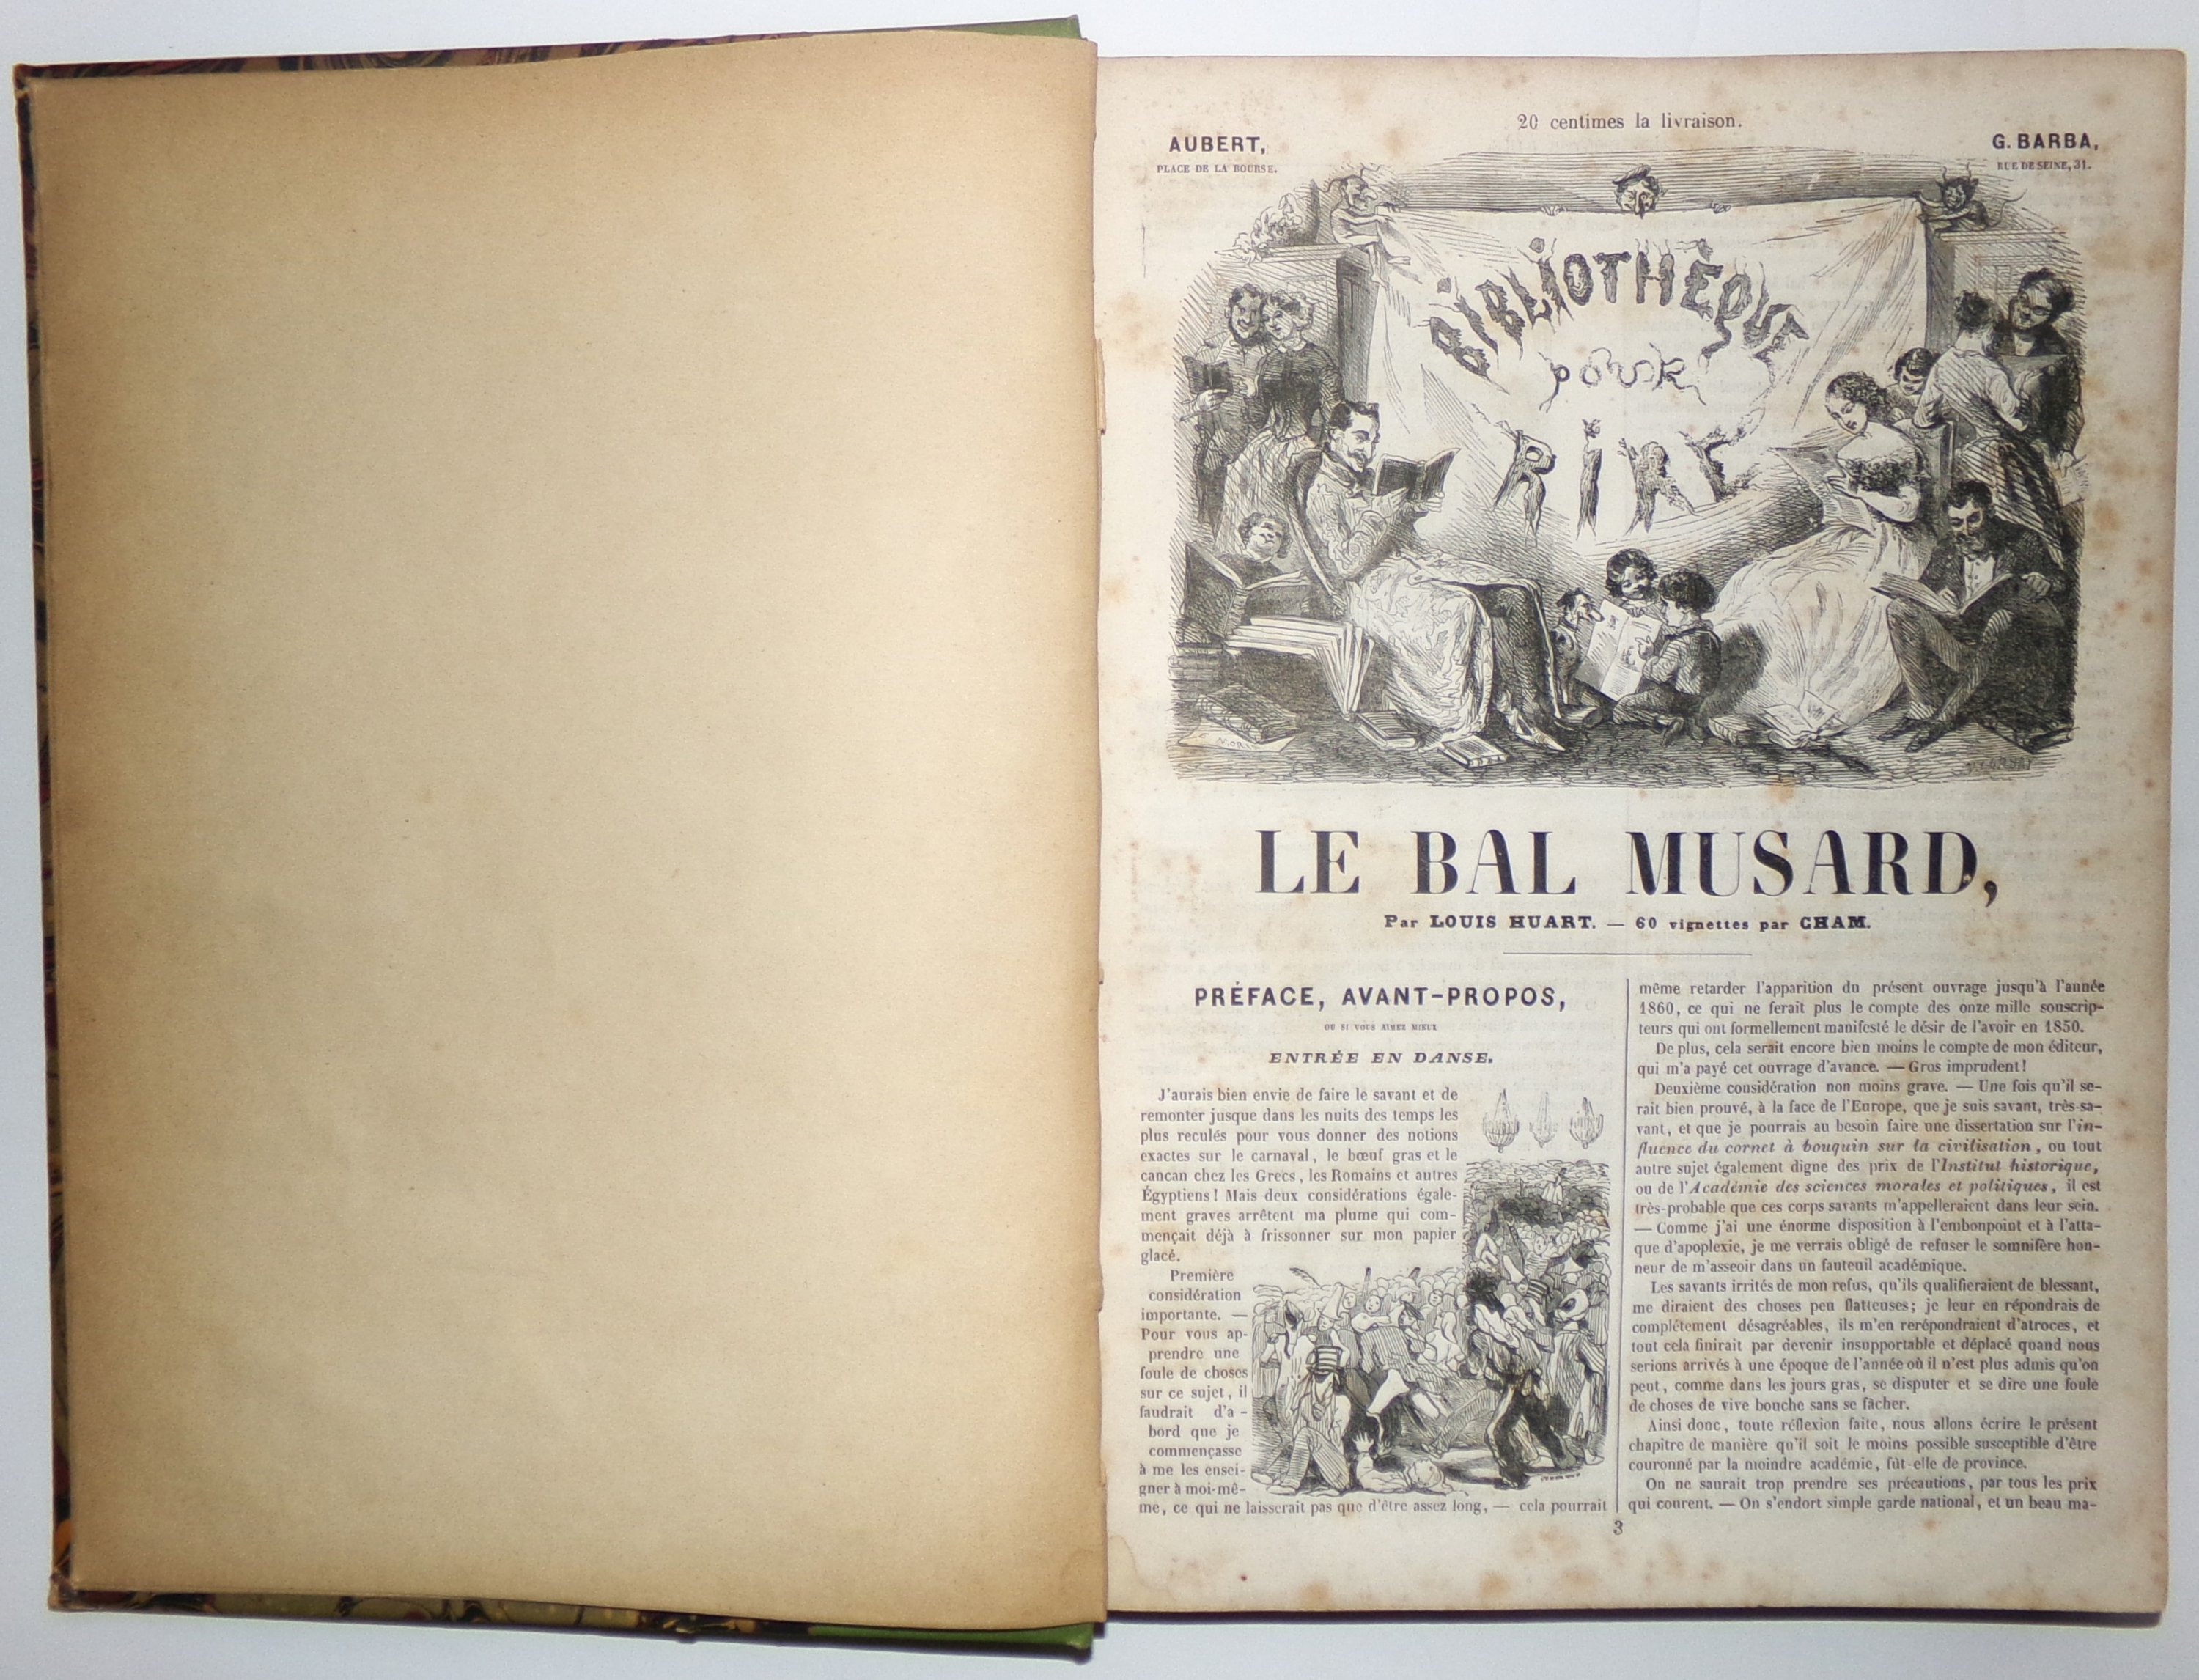 20 centimes la livraison.
AUBERT,
PLACE DE LA BOURSE.
G. BARBA,
RUE DE SEINE, 31.
BIBLIOTHÈQUE
POUR
RIRE
LE BAL MUSARD,
Par LOUIS HUART. — 60 vignettes par CHAM.
PRÉFACE, AVANT-PROPOS,
OU SI VOUS AIMEZ MIEUX
ENTRÉE EN DANSE.
J'aurais bien envie de faire le savant et de
remonter jusque dans les nuits des temps les
plus reculés pour vous donner des notions
exactes sur le carnaval, le bœuf gras et le
cancan chez les Grecs, les Romains et autres
Égyptiens! Mais deux considérations égale-
ment graves arrêtent ma plume qui com-
mençait déjà à frissonner sur mon papier
glacé.
Première
considération
importante. —
Pour vous ap-
prendre une
foule de choses
sur ce sujet, il
faudrait d'a-
bord que je
commençasse
à me les ensei-
gner à moi-mê-
me, ce qui ne laisserait pas que d'être assez long, — cela pourrait
même retarder l'apparition du présent ouvrage jusqu'à l'année
1860, ce qui ne ferait plus le compte des onze mille souscrip-
teurs qui ont formellement manifesté le désir de l'avoir en 1850.
De plus, cela serait encore bien moins le compte de mon éditeur,
qui m'a payé cet ouvrage d'avance. — Gros imprudent!
Deuxième considération non moins grave. — Une fois qu'il se-
rait bien prouvé, à la face de l'Europe, que je suis savant, très-sa-
vant, et que je pourrais au besoin faire une dissertation sur l'in-
fluence du cornet à bouquin sur la civilisation, ou tout
autre sujet également digne des prix de l'Institut historique,
ou de l'Académie des sciences morales et politiques, il est
très-probable que ces corps savants m'appelleraient dans leur sein.
— Comme j'ai une énorme disposition à l'embonpoint et à l'atta-
que d'apoplexie, je me verrais obligé de refuser le somnifère hon-
neur de m'asseoir dans un fauteuil académique.
Les savants irrités de mon refus, qu'ils qualifieraient de blessant,
me diraient des choses peu flatteuses; je leur en répondrais de
complétement désagréables, ils m'en rerépondraient d'atroces, et
tout cela finirait par devenir insupportable et déplacé quand nous
serions arrivés à une époque de l'année où il n'est plus admis qu'on
peut, comme dans les jours gras, se disputer et se dire une foule
de choses de vive bouche sans se fâcher.
Ainsi donc, toute réflexion faite, nous allons écrire le présent
chapitre de manière qu'il soit le moins possible susceptible d'être
couronné par la moindre académie, fût-elle de province.
On ne saurait trop prendre ses précautions, par tous les prix
qui courent. — On s'endort simple garde national, et un beau ma-
3